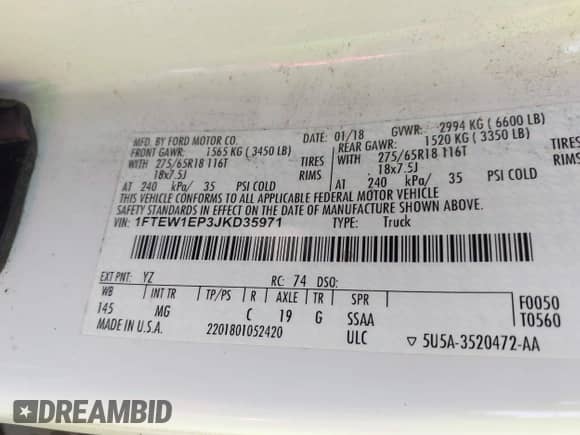 MFD. BY FORD MOTOR CO. DATE: 01/18 GVWR: 2994 KG ( 6600 LB)
FRONT GAWR: 1565 KG ( 3450 LB) REAR GAWR: 1520 KG ( 3350 LB)
WITH 275/65R18 116T TIRES WITH 275/65R18 116T TIRES
18x7.5J RIMS 18x7.5J RIMS
AT 240 kPa/ 35 PSI COLD AT 240 kPa/ 35 PSI COLD
THIS VEHICLE CONFORMS TO ALL APPLICABLE FEDERAL MOTOR VEHICLE
SAFETY STANDARDS IN EFFECT ON THE DATE OF MANUFACTURE SHOWN ABOVE.
VIN: 1FTEW1EP3JKD35971 TYPE: Truck
EXT PNT: YZ RC: 74 DSO:
WB INT TR TP/PS R AXLE TR SPR F0050
145 MG C 19 G SSAA T0560
MADE IN U.S.A. 2201801052420 ULC ▽ 5U5A-3520472-AA
DREAMBID